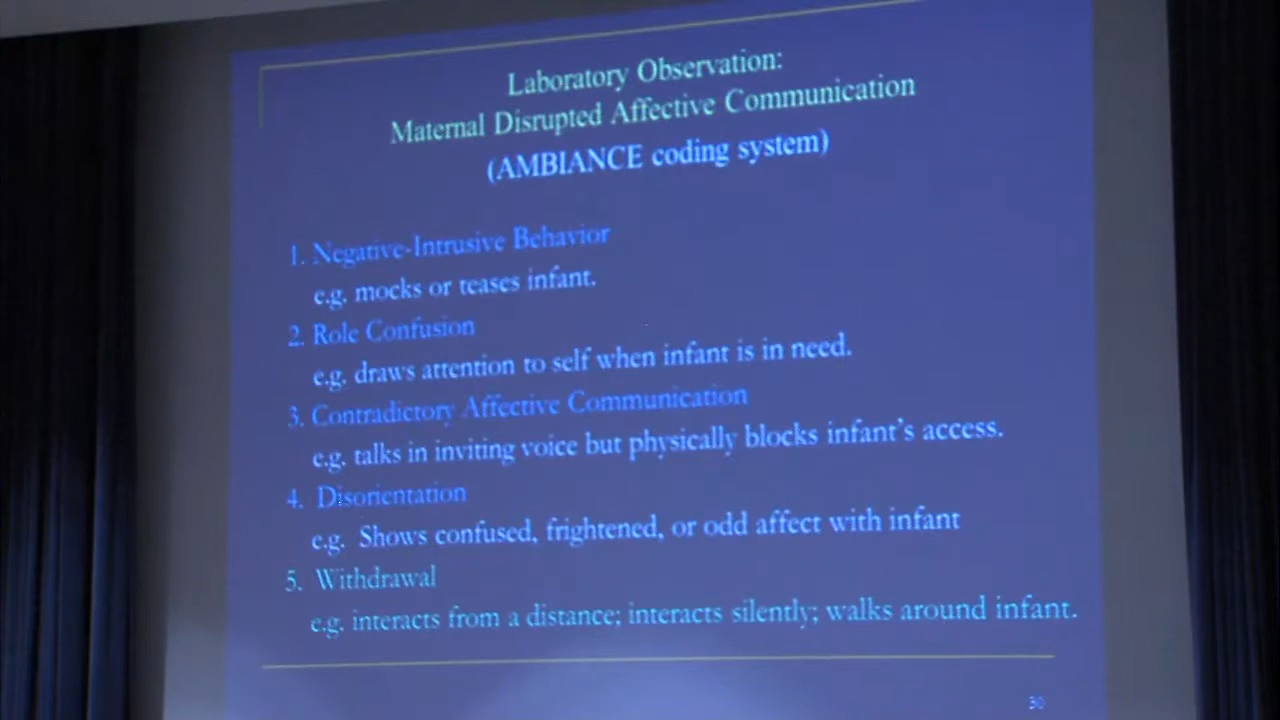 Laboratory Observation:
Maternal Disrupted Affective Communication
(AMBIANCE coding system)
1. Negative-Intrusive Behavior
e.g. mocks or teases infant.
2. Role Confusion
e.g. draws attention to self when infant is in need.
3. Contradictory Affective Communication
e.g. talks in inviting voice but physically blocks infant's access.
4. Disorientation
e.g. Shows confused, frightened, or odd affect with infant
5. Withdrawal
e.g. interacts from a distance; interacts silently; walks around infant.
30